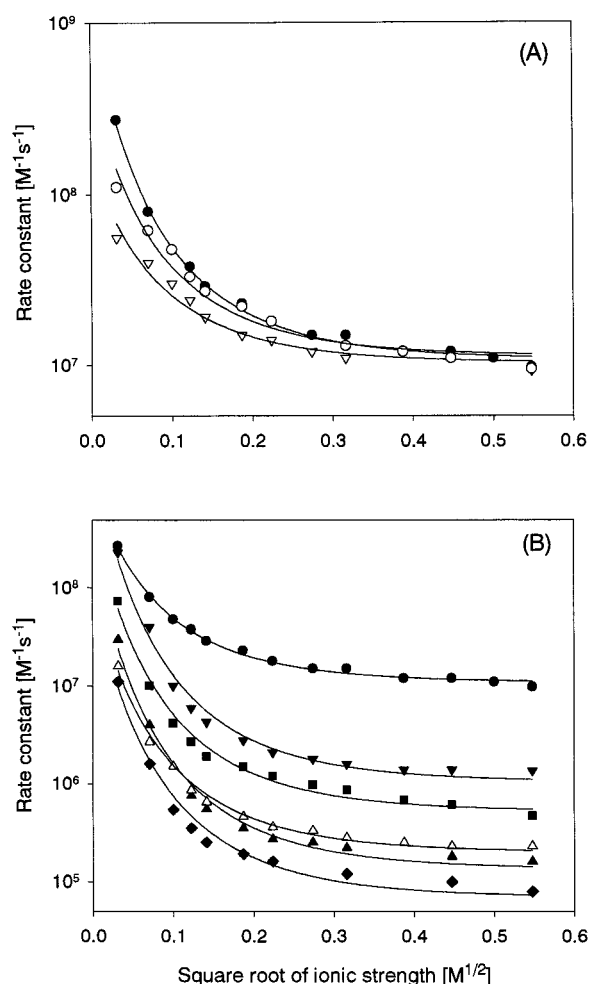 10⁹
(A)
10⁸
10⁷
Rate constant [M⁻¹s⁻¹]
0.0 0.1 0.2 0.3 0.4 0.5 0.6
(B)
10⁸
10⁷
10⁶
10⁵
Rate constant [M⁻¹s⁻¹]
0.0 0.1 0.2 0.3 0.4 0.5 0.6
Square root of ionic strength [M¹/²]